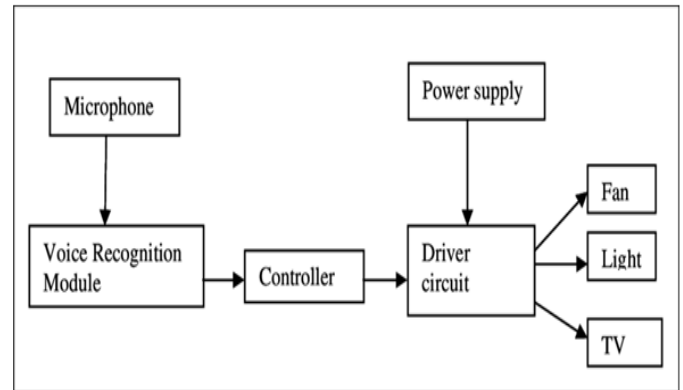 Microphone
Power supply
Voice Recognition
Module
Controller
Driver
circuit
Fan
Light
TV